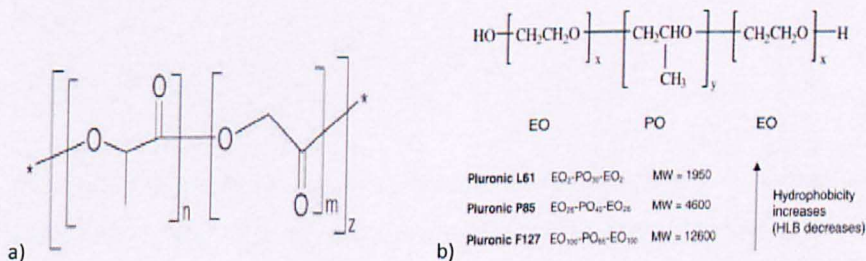 O
O
O
O
*
*
n
m
z
a)
HO
CH₂CH₂O
x
CH₂CHO
CH₃
y
CH₂CH₂O
x
H
EO PO EO
Pluronic L61 EO₂-PO₃₀-EO₂ MW = 1950
Pluronic P85 EO₂₆-PO₄₀-EO₂₆ MW = 4600
Pluronic F127 EO₁₀₀-PO₆₅-EO₁₀₀ MW = 12600
Hydrophobicity
increases
(HLB decreases)
b)